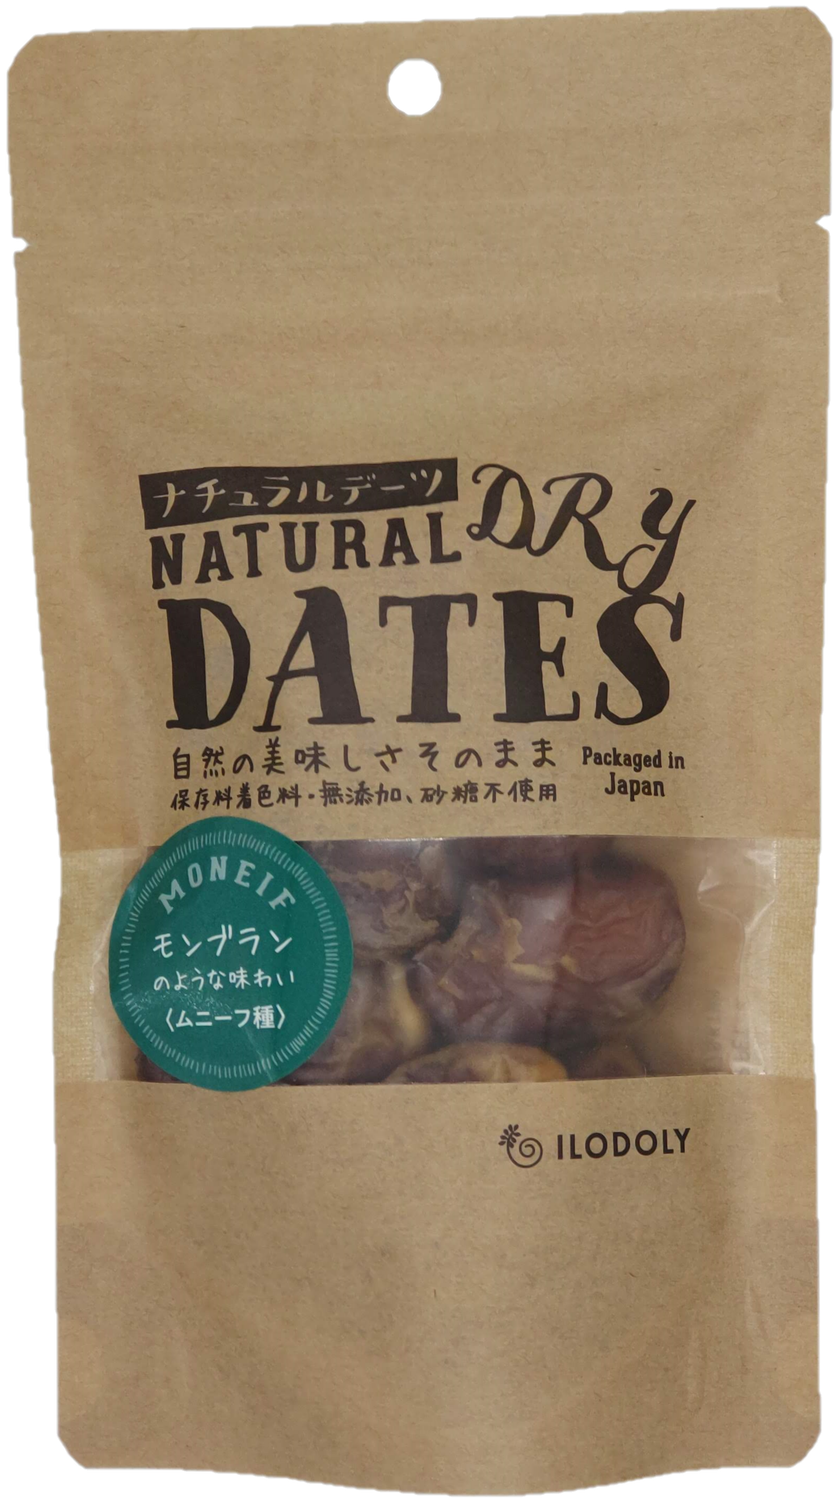 ナチュラルデーツ
NATURAL DRY
DATES
自然の美味しさそのまま
保存料着色料・無添加、砂糖不使用
Packaged in
Japan
MONEIF
モンブラン
のような味わい
〈ムニーフ種〉
ILODOLY